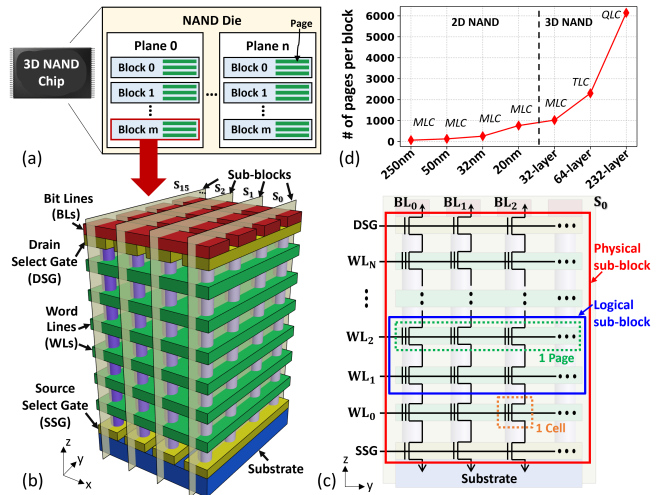 NAND Die
Plane 0
Page
Plane n
3D NAND
Chip
Block 0
Block 1
Block m
...
Block 0
Block 1
Block m
(a)
# of pages per block
6000
5000
4000
3000
2000
1000
0
2D NAND
3D NAND
MLC
MLC
MLC
MLC
MLC
TLC
QLC
250nm
50nm
32nm
20nm
32-layer
64-layer
232-layer
(d)
Sub-blocks
S15
...
S2
S1
S0
Bit Lines
(BLs)
Drain
Select Gate
(DSG)
Word
Lines
(WLs)
Source
Select Gate
(SSG)
Substrate
z
y
x
(b)
BL0
BL1
BL2
S0
DSG
WLN
WL2
WL1
WL0
SSG
Physical
sub-block
Logical
sub-block
1 Page
1 Cell
Substrate
z
y
(c)